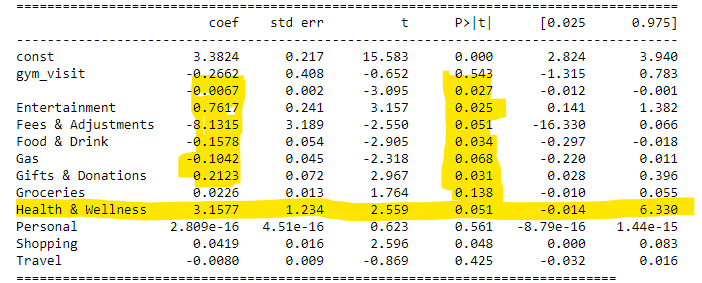 coef std err t P>|t| [0.025 0.975]
const 3.3824 0.217 15.583 0.000 2.824 3.940
gym_visit -0.2662 0.408 -0.652 0.543 -1.315 0.783
-0.0067 0.002 -3.095 0.027 -0.012 -0.001
Entertainment 0.7617 0.241 3.157 0.025 0.141 1.382
Fees & Adjustments -8.1315 3.189 -2.550 0.051 -16.330 0.066
Food & Drink -0.1578 0.054 -2.905 0.034 -0.297 -0.018
Gas -0.1042 0.045 -2.318 0.068 -0.220 0.011
Gifts & Donations 0.2123 0.072 2.967 0.031 0.028 0.396
Groceries 0.0226 0.013 1.764 0.138 -0.010 0.055
Health & Wellness 3.1577 1.234 2.559 0.051 -0.014 6.330
Personal 2.809e-16 4.51e-16 0.623 0.561 -8.79e-16 1.44e-15
Shopping 0.0419 0.016 2.596 0.048 0.000 0.083
Travel -0.0080 0.009 -0.869 0.425 -0.032 0.016